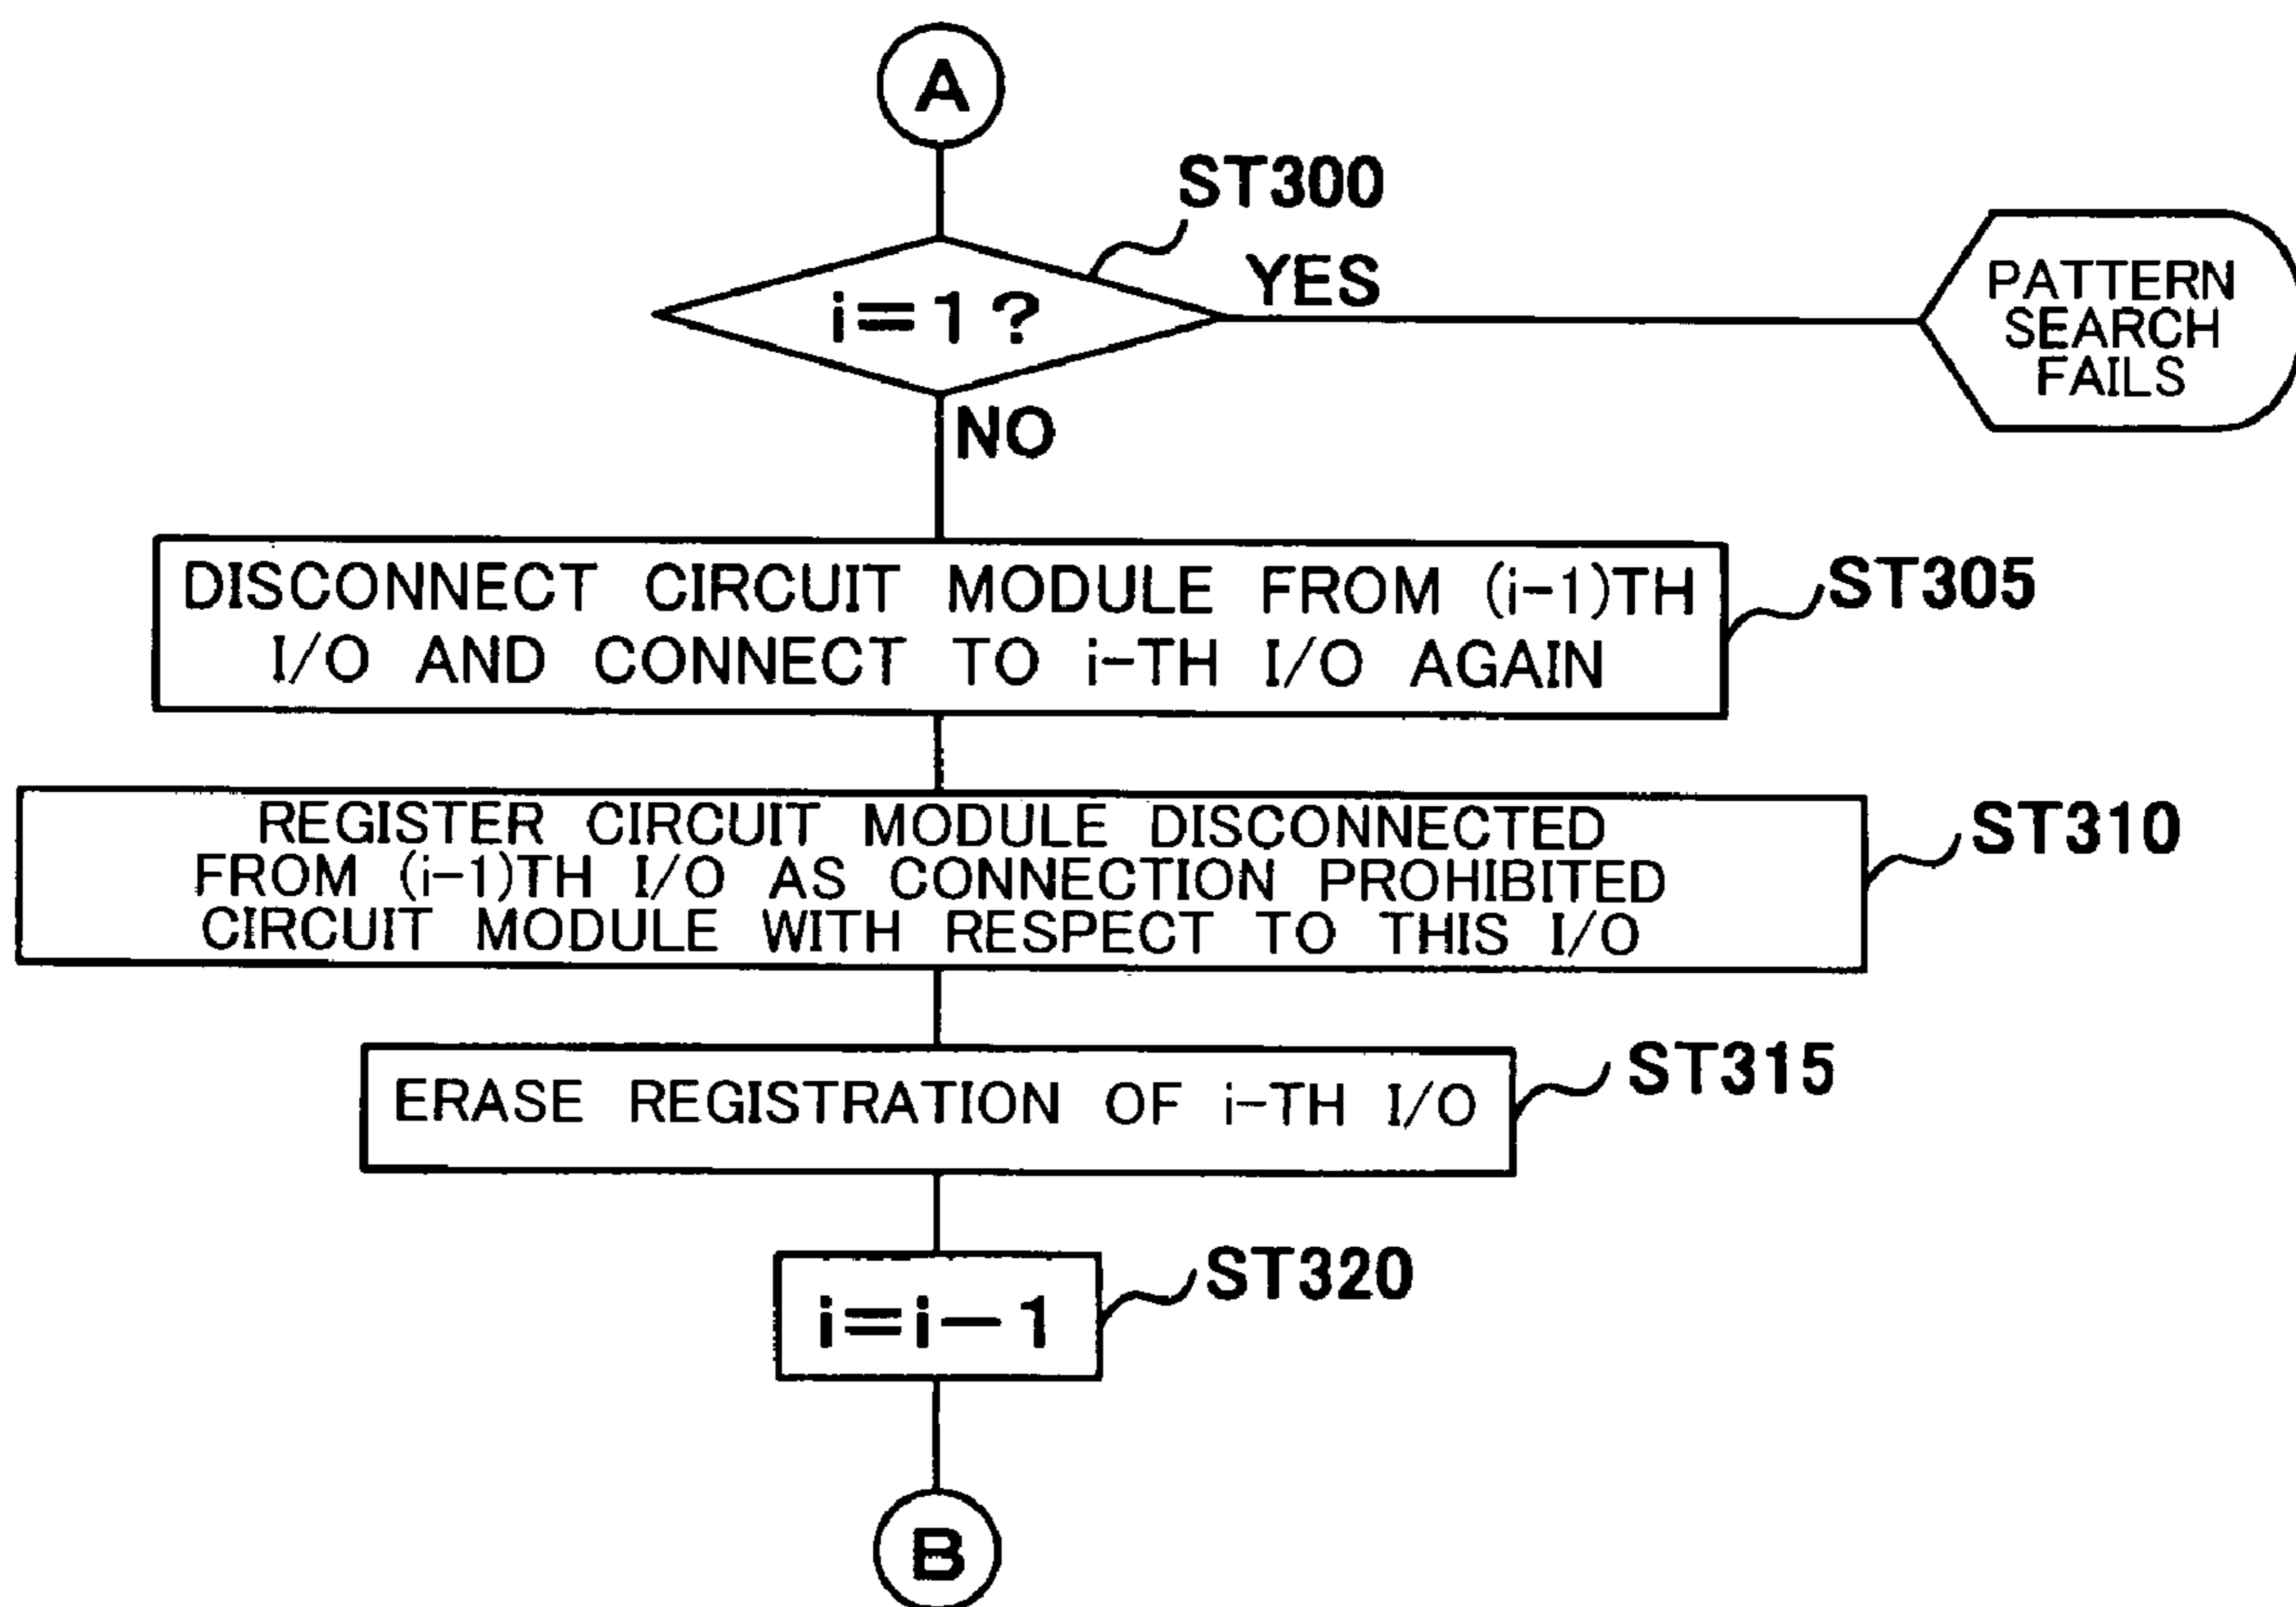 A
ST300
i=1?
YES
PATTERN
SEARCH
FAILS
NO
DISCONNECT CIRCUIT MODULE FROM (i-1)TH
I/O AND CONNECT TO i-TH I/O AGAIN
ST305
REGISTER CIRCUIT MODULE DISCONNECTED
FROM (i-1)TH I/O AS CONNECTION PROHIBITED
CIRCUIT MODULE WITH RESPECT TO THIS I/O
ST310
ERASE REGISTRATION OF i-TH I/O
ST315
i=i-1
ST320
B